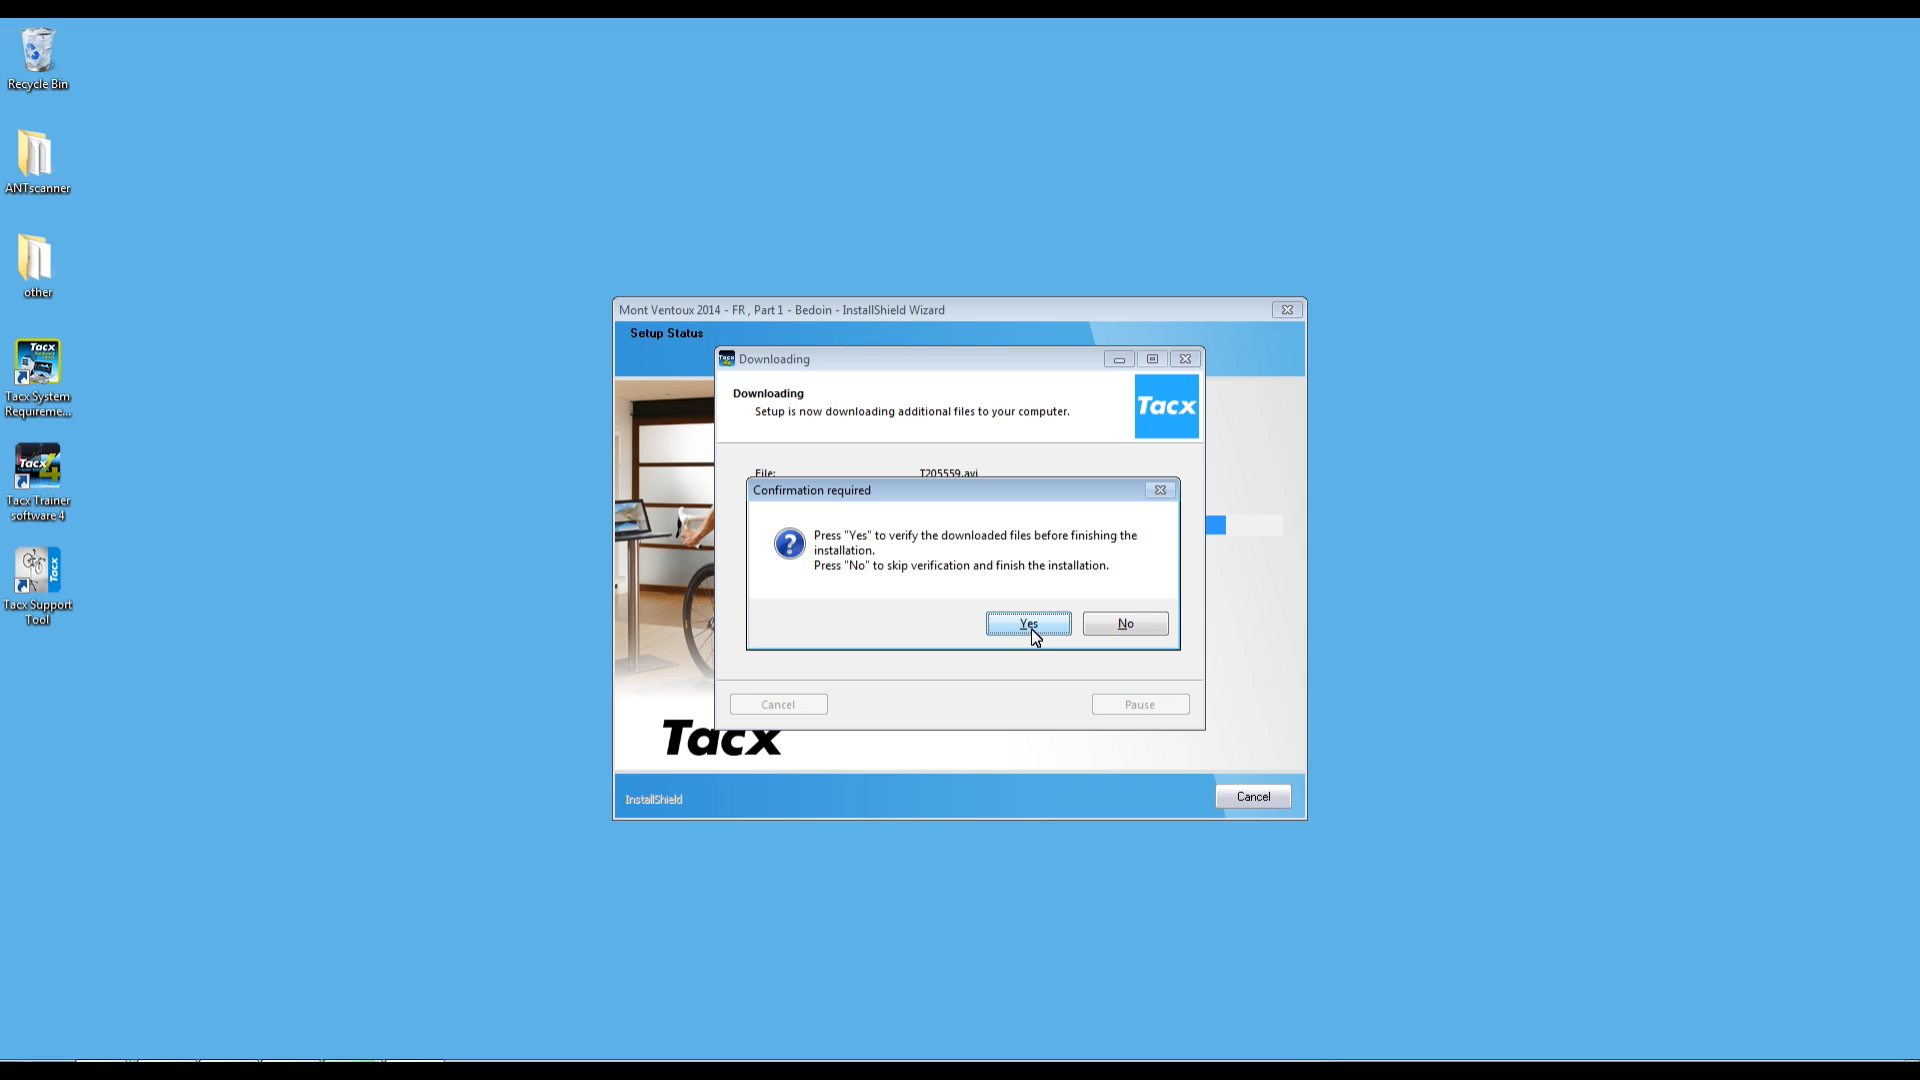 Recycle Bin
ANTscanner
other
Tacx System
Requireme...
Tacx Trainer
software 4
Tacx Support
Tool
Mont Ventoux 2014 - FR , Part 1 - Bedoin - InstallShield Wizard
Setup Status
Downloading
Downloading
Setup is now downloading additional files to your computer.
Tacx
File: T205559.avi
Confirmation required
Press "Yes" to verify the downloaded files before finishing the
installation.
Press "No" to skip verification and finish the installation.
Yes No
Cancel Pause
Tacx
InstallShield
Cancel